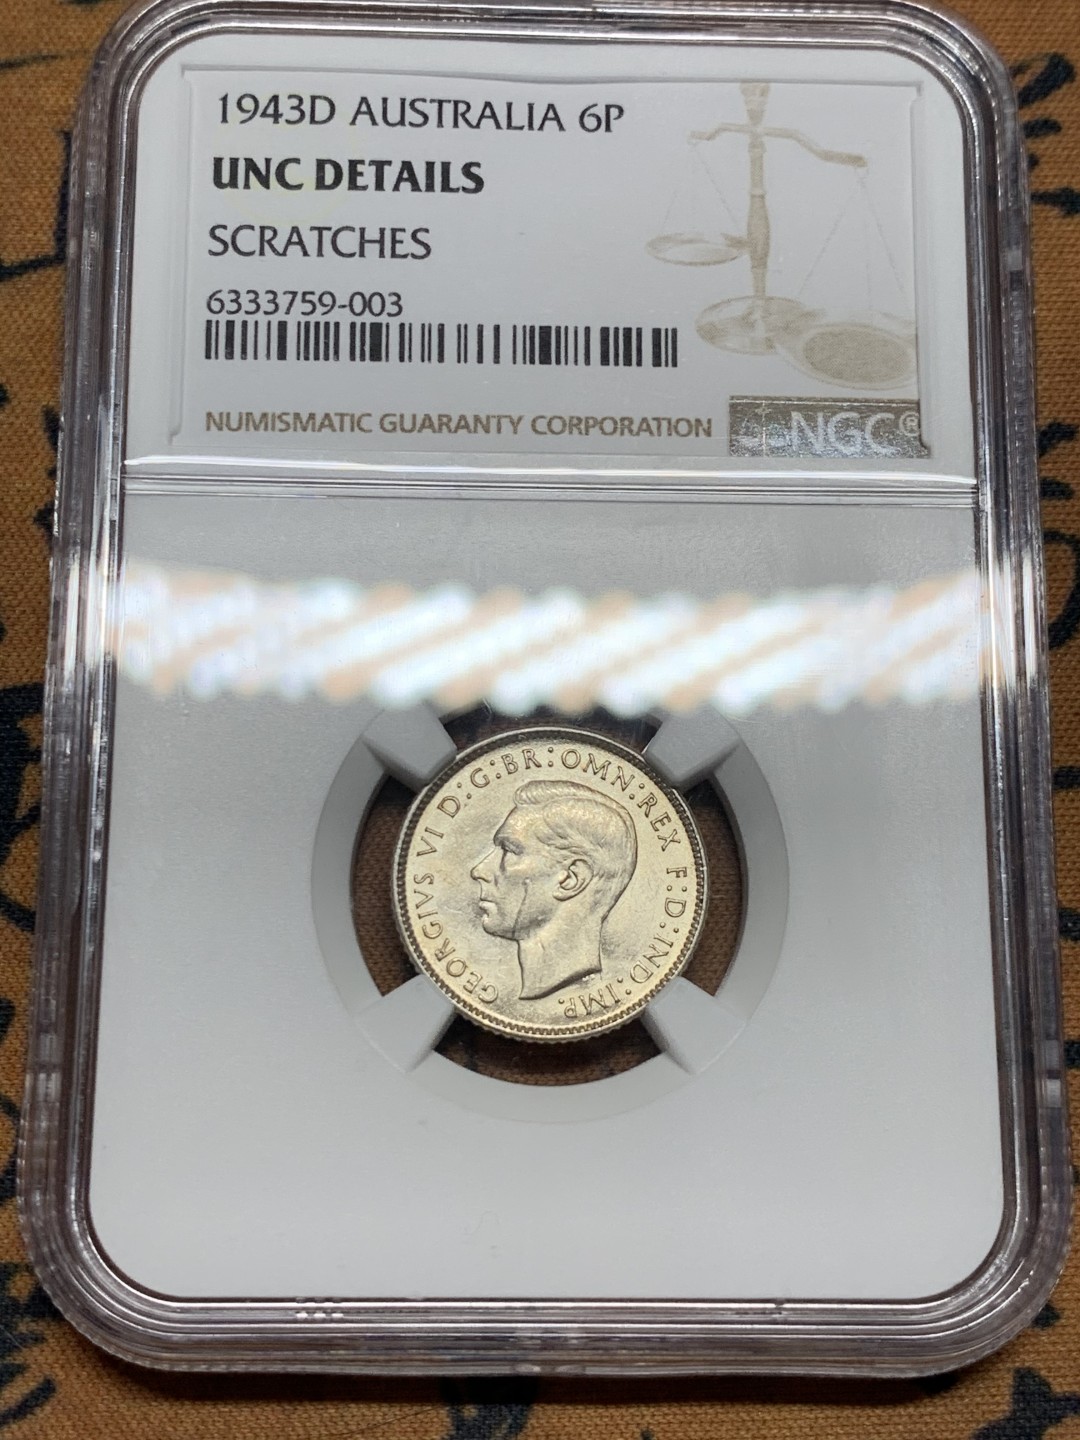 1943D AUSTRALIA 6P
UNC DETAILS
SCRATCHES
6333759-003
NUMISMATIC GUARANTY CORPORATION
NGC®
GEORGIVS VI D:G:BR:OMN:REX F:D:IND:IMP.